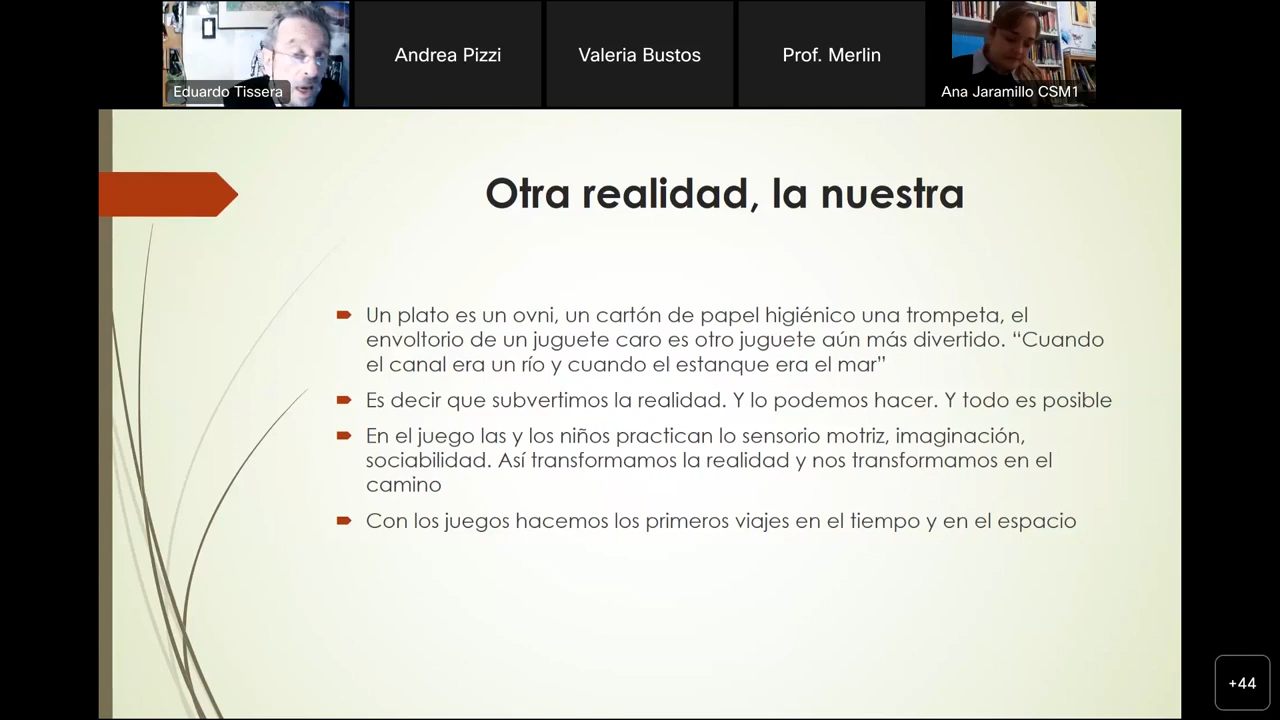 Eduardo Tissera
Andrea Pizzi
Valeria Bustos
Prof. Merlin
Ana Jaramillo CSM1
Otra realidad, la nuestra
Un plato es un ovni, un cartón de papel higiénico una trompeta, el
envoltorio de un juguete caro es otro juguete aún más divertido. “Cuando
el canal era un río y cuando el estanque era el mar”
Es decir que subvertimos la realidad. Y lo podemos hacer. Y todo es posible
En el juego las y los niños practican lo sensorio motriz, imaginación,
sociabilidad. Así transformamos la realidad y nos transformamos en el
camino
Con los juegos hacemos los primeros viajes en el tiempo y en el espacio
+44